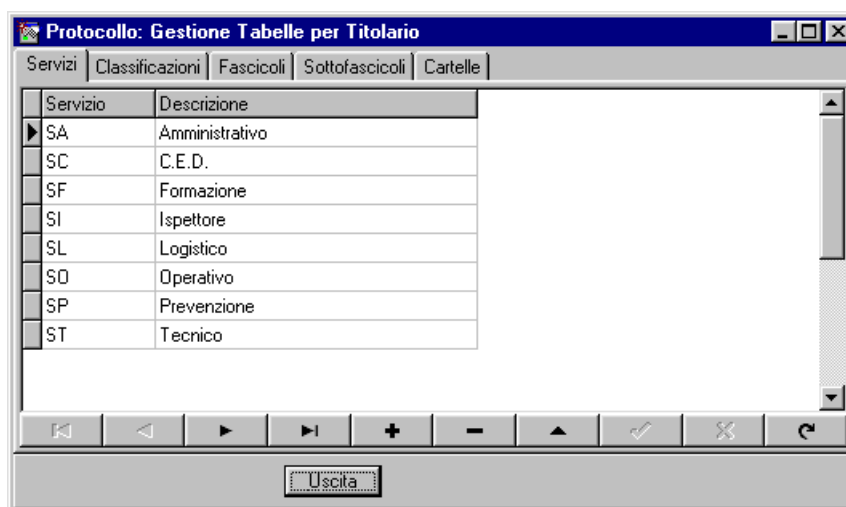 Protocollo: Gestione Tabelle per Titolario
Servizi Classificazioni Fascicoli Sottofascicoli Cartelle
Servizio Descrizione
SA Amministrativo
SC C.E.D.
SF Formazione
SI Ispettore
SL Logistico
SO Operativo
SP Prevenzione
ST Tecnico
Uscita